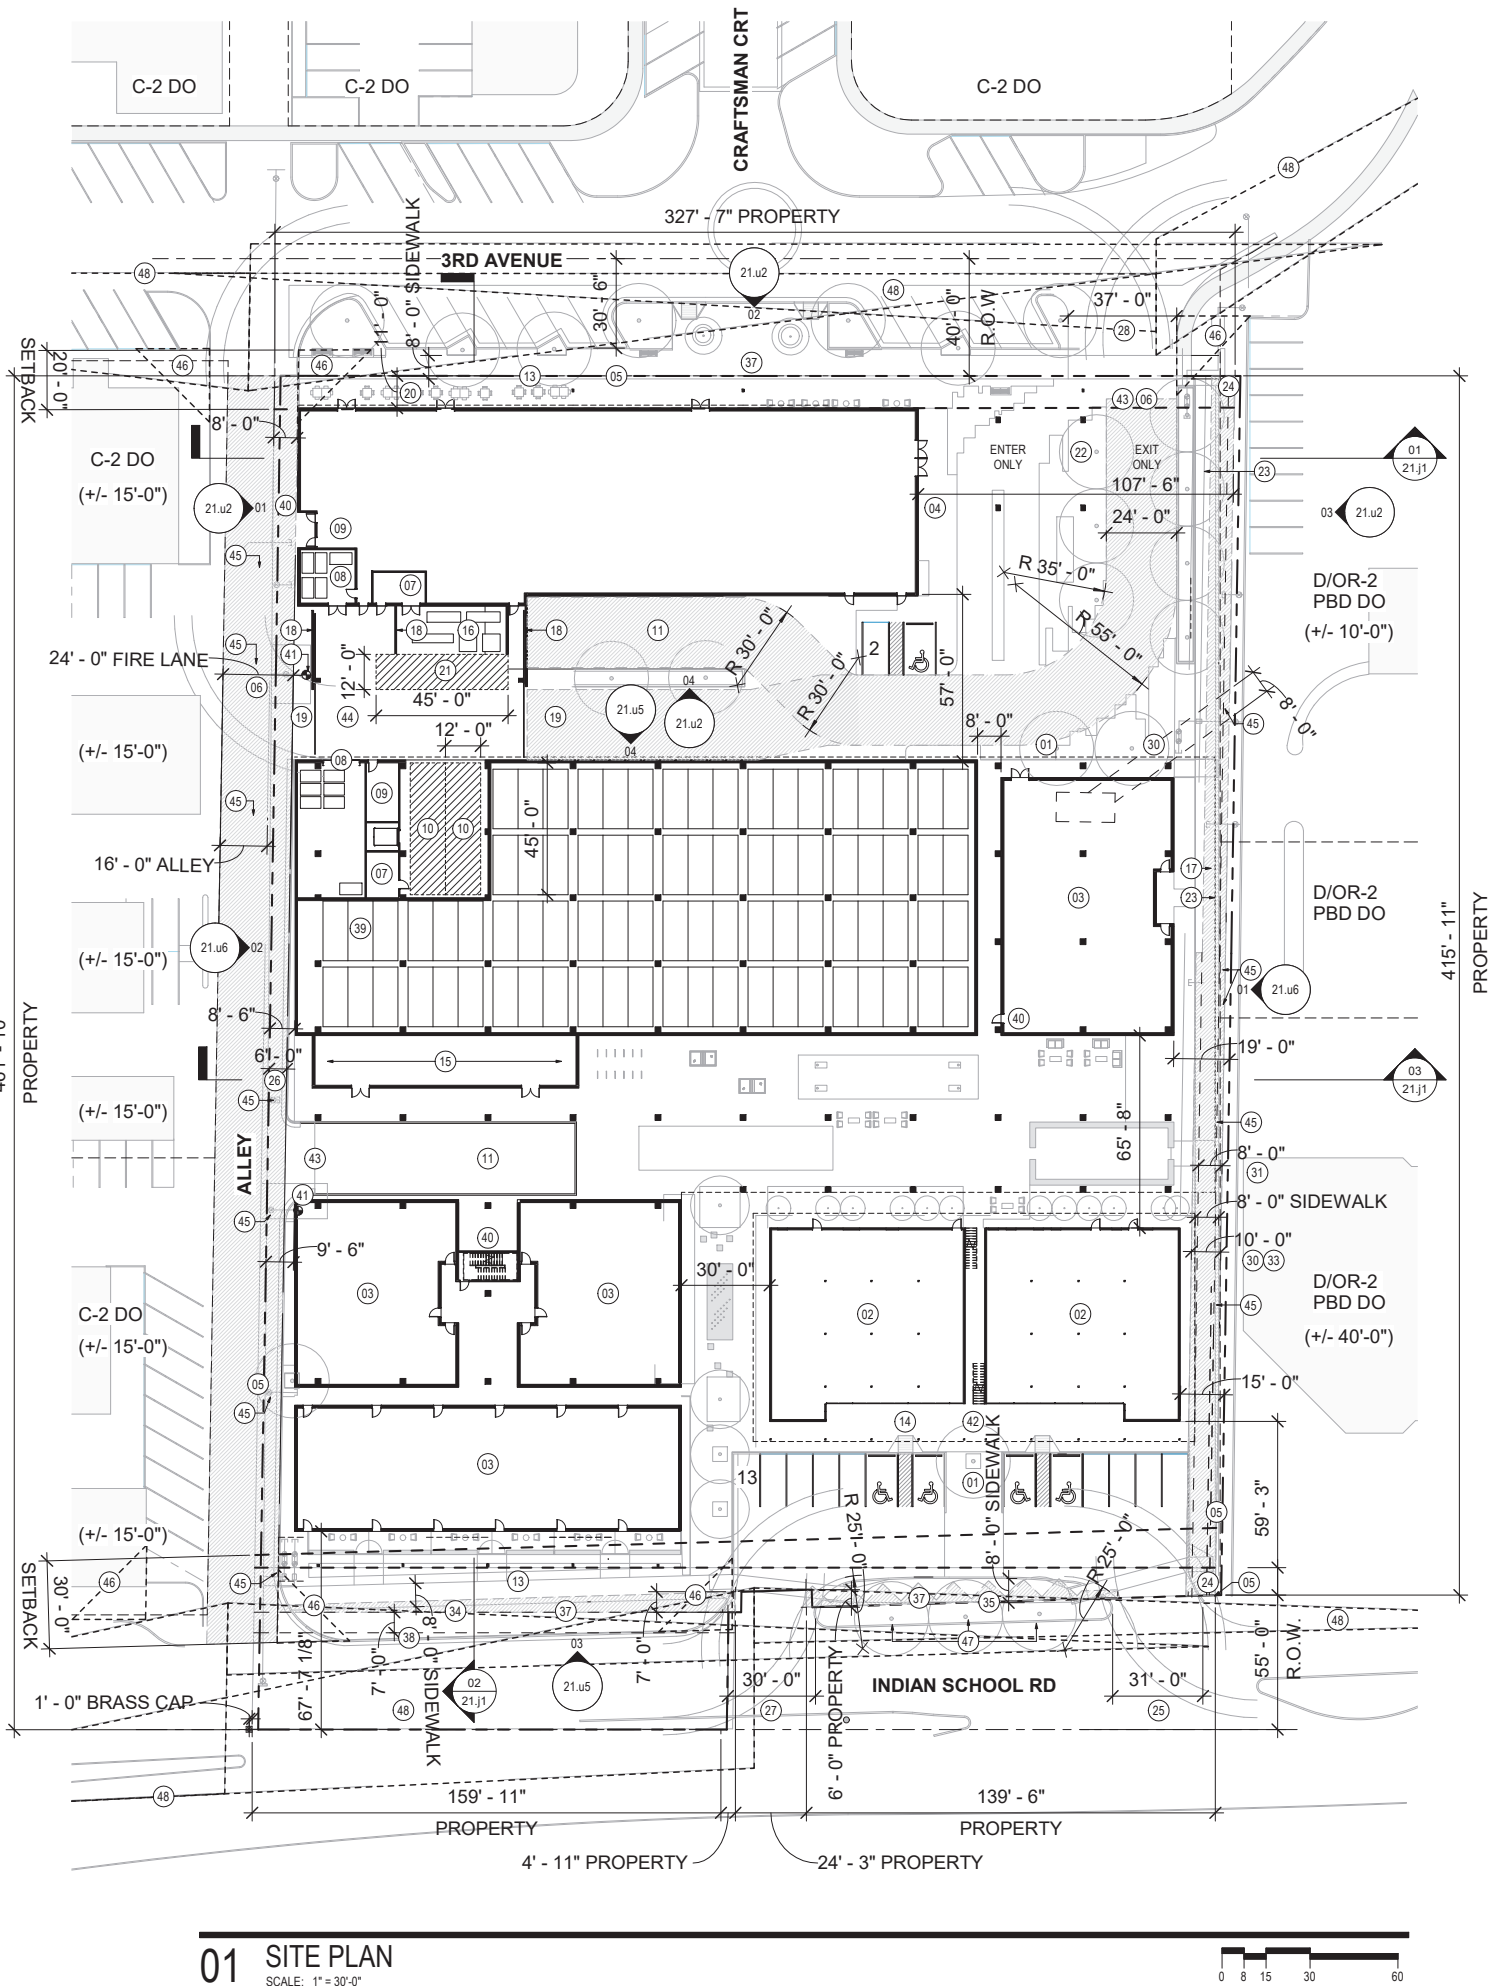 C-2 DO
C-2 DO
CRAFTSMAN CRT
C-2 DO
48
327' - 7" PROPERTY
8' - 0" SIDEWALK
3RD AVENUE
48
21.u2
02
48
30' - 6"
40' - 0"
R.O.W
37' - 0"
28
46
11' - 0"
SETBACK
20' - 0"
46
46
13
05
37
20
24
43
06
8' - 0"
C-2 DO
(+/- 15'-0")
ENTER
ONLY
22
EXIT
ONLY
23
01
21.j1
107' - 6"
21.u2
01
40
09
04
03
21.u2
24' - 0"
45
08
07
R 35' - 0"
D/OR-2
PBD DO
(+/- 10'-0")
18
18
16
18
11
R 30' - 0"
2
R 55' - 0"
45
24' - 0" FIRE LANE
41
06
12' - 0"
21
45' - 0"
R 30' - 0"
57' - 0"
8' - 0"
04
21.u2
21.u5
04
19
44
19
12' - 0"
8' - 0"
01
30
45
(+/- 15'-0")
08
09
10
10
45' - 0"
45
16' - 0" ALLEY
07
17
03
23
D/OR-2
PBD DO
39
21.u6
02
(+/- 15'-0")
415' - 11"
PROPERTY
45
01
21.u6
8' - 6"
40
PROPERTY
6' - 0"
26
15
19' - 0"
03
21.j1
45
(+/- 15'-0")
65' - 8"
45
ALLEY
43
11
8' - 0"
31
41
8' - 0" SIDEWALK
45
40
9' - 6"
10' - 0"
30
33
30' - 0"
03
03
02
02
D/OR-2
PBD DO
(+/- 40'-0")
45
C-2 DO
(+/- 15'-0")
05
45
15' - 0"
14
42
8' - 0" SIDEWALK
03
13
01
59' - 3"
(+/- 15'-0")
R 25' - 0"
R 25' - 0"
05
SETBACK
30' - 0"
46
45
13
46
46
34
37
37
35
24
05
48
38
47
67' - 7 1/8"
7' - 0"
8' - 0" SIDEWALK
03
21.u5
7' - 0"
02
21.j1
30' - 0"
27
6' - 0" PROPERTY
INDIAN SCHOOL RD
31' - 0"
25
55' - 0"
R.O.W.
1' - 0" BRASS CAP
48
48
159' - 11"
PROPERTY
139' - 6"
PROPERTY
4' - 11" PROPERTY
24' - 3" PROPERTY
01 SITE PLAN
SCALE: 1" = 30'-0"
0 8 15 30 60